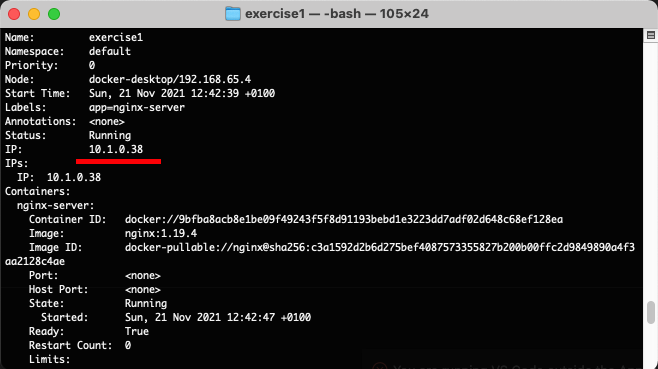 exercise1 — -bash — 105×24
Name: exercise1
Namespace: default
Priority: 0
Node: docker-desktop/192.168.65.4
Start Time: Sun, 21 Nov 2021 12:42:39 +0100
Labels: app=nginx-server
Annotations: <none>
Status: Running
IP: 10.1.0.38
IPs:
IP: 10.1.0.38
Containers:
nginx-server:
Container ID: docker://9bfba8acb8e1be09f49243f5f8d91193bebd1e3223dd7adf02d648c68ef128ea
Image: nginx:1.19.4
Image ID: docker-pullable://nginx@sha256:c3a1592d2b6d275bef4087573355827b200b00ffc2d9849890a4f3
aa2128c4ae
Port: <none>
Host Port: <none>
State: Running
Started: Sun, 21 Nov 2021 12:42:47 +0100
Ready: True
Restart Count: 0
Limits: